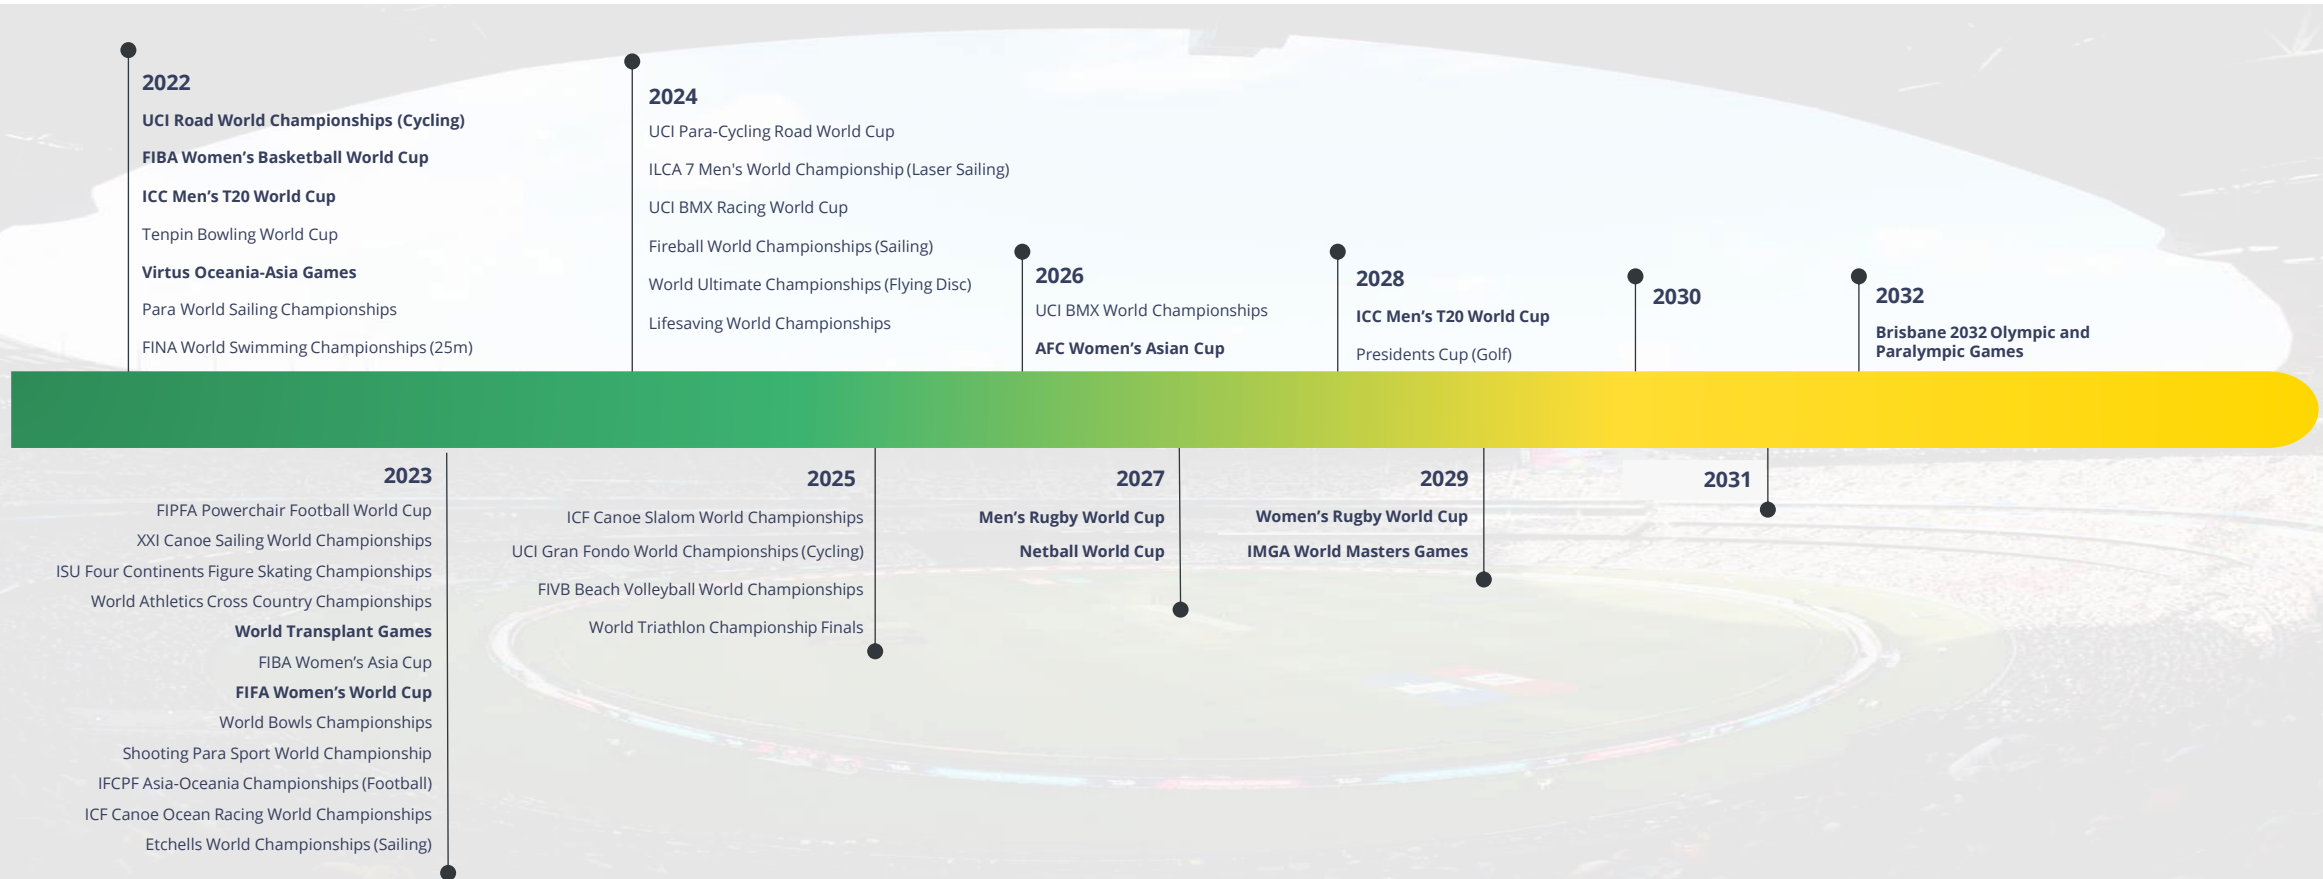 2022
UCI Road World Championships (Cycling)
FIBA Women’s Basketball World Cup
ICC Men’s T20 World Cup
Tenpin Bowling World Cup
Virtus Oceania-Asia Games
Para World Sailing Championships
FINA World Swimming Championships (25m)
2024
UCI Para-Cycling Road World Cup
ILCA 7 Men's World Championship (Laser Sailing)
UCI BMX Racing World Cup
Fireball World Championships (Sailing)
World Ultimate Championships (Flying Disc)
Lifesaving World Championships
2026
UCI BMX World Championships
AFC Women’s Asian Cup
2028
ICC Men’s T20 World Cup
Presidents Cup (Golf)
2030
2032
Brisbane 2032 Olympic and
Paralympic Games
2023
FIPFA Powerchair Football World Cup
XXI Canoe Sailing World Championships
ISU Four Continents Figure Skating Championships
World Athletics Cross Country Championships
World Transplant Games
FIBA Women’s Asia Cup
FIFA Women’s World Cup
World Bowls Championships
Shooting Para Sport World Championship
IFCPF Asia-Oceania Championships (Football)
ICF Canoe Ocean Racing World Championships
Etchells World Championships (Sailing)
2025
ICF Canoe Slalom World Championships
UCI Gran Fondo World Championships (Cycling)
FIVB Beach Volleyball World Championships
World Triathlon Championship Finals
2027
Men’s Rugby World Cup
Netball World Cup
2029
Women’s Rugby World Cup
IMGA World Masters Games
2031